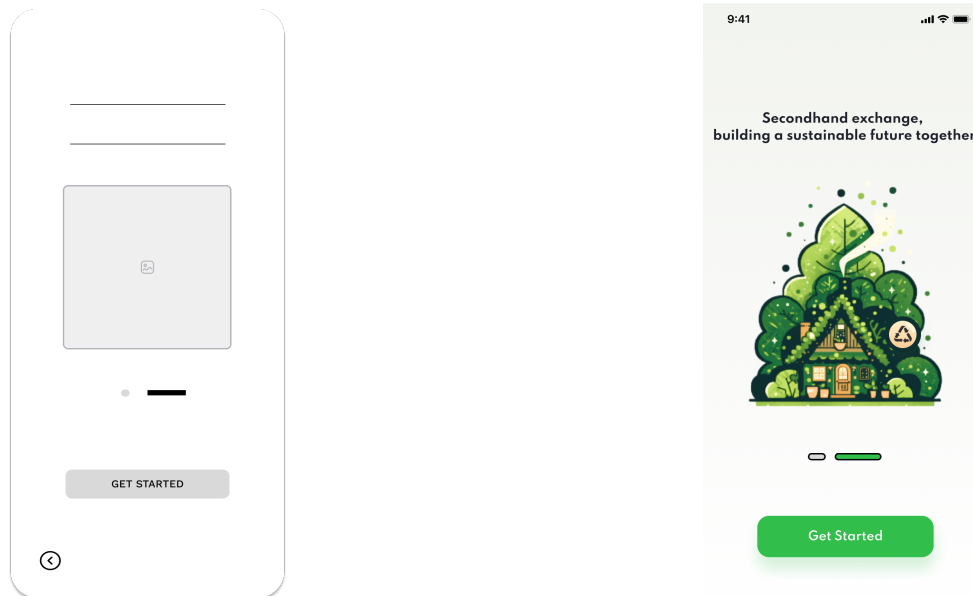 GET STARTED
9:41
Secondhand exchange,
building a sustainable future together
Get Started